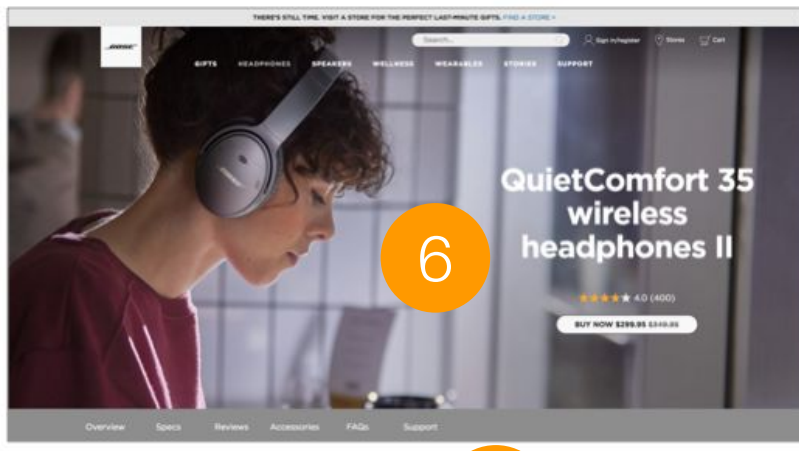 THERE'S STILL TIME. VISIT A STORE FOR THE PERFECT LAST-MINUTE GIFTS. FIND A STORE >
BOSE
Search...
Sign in/register
Stores
Cart
GIFTS HEADPHONES SPEAKERS WELLNESS WEARABLES STORIES SUPPORT
BOSE
QuietComfort 35
wireless
headphones II
6
4.0 (400)
BUY NOW $299.95 $349.95
Overview Specs Reviews Accessories FAQs Support